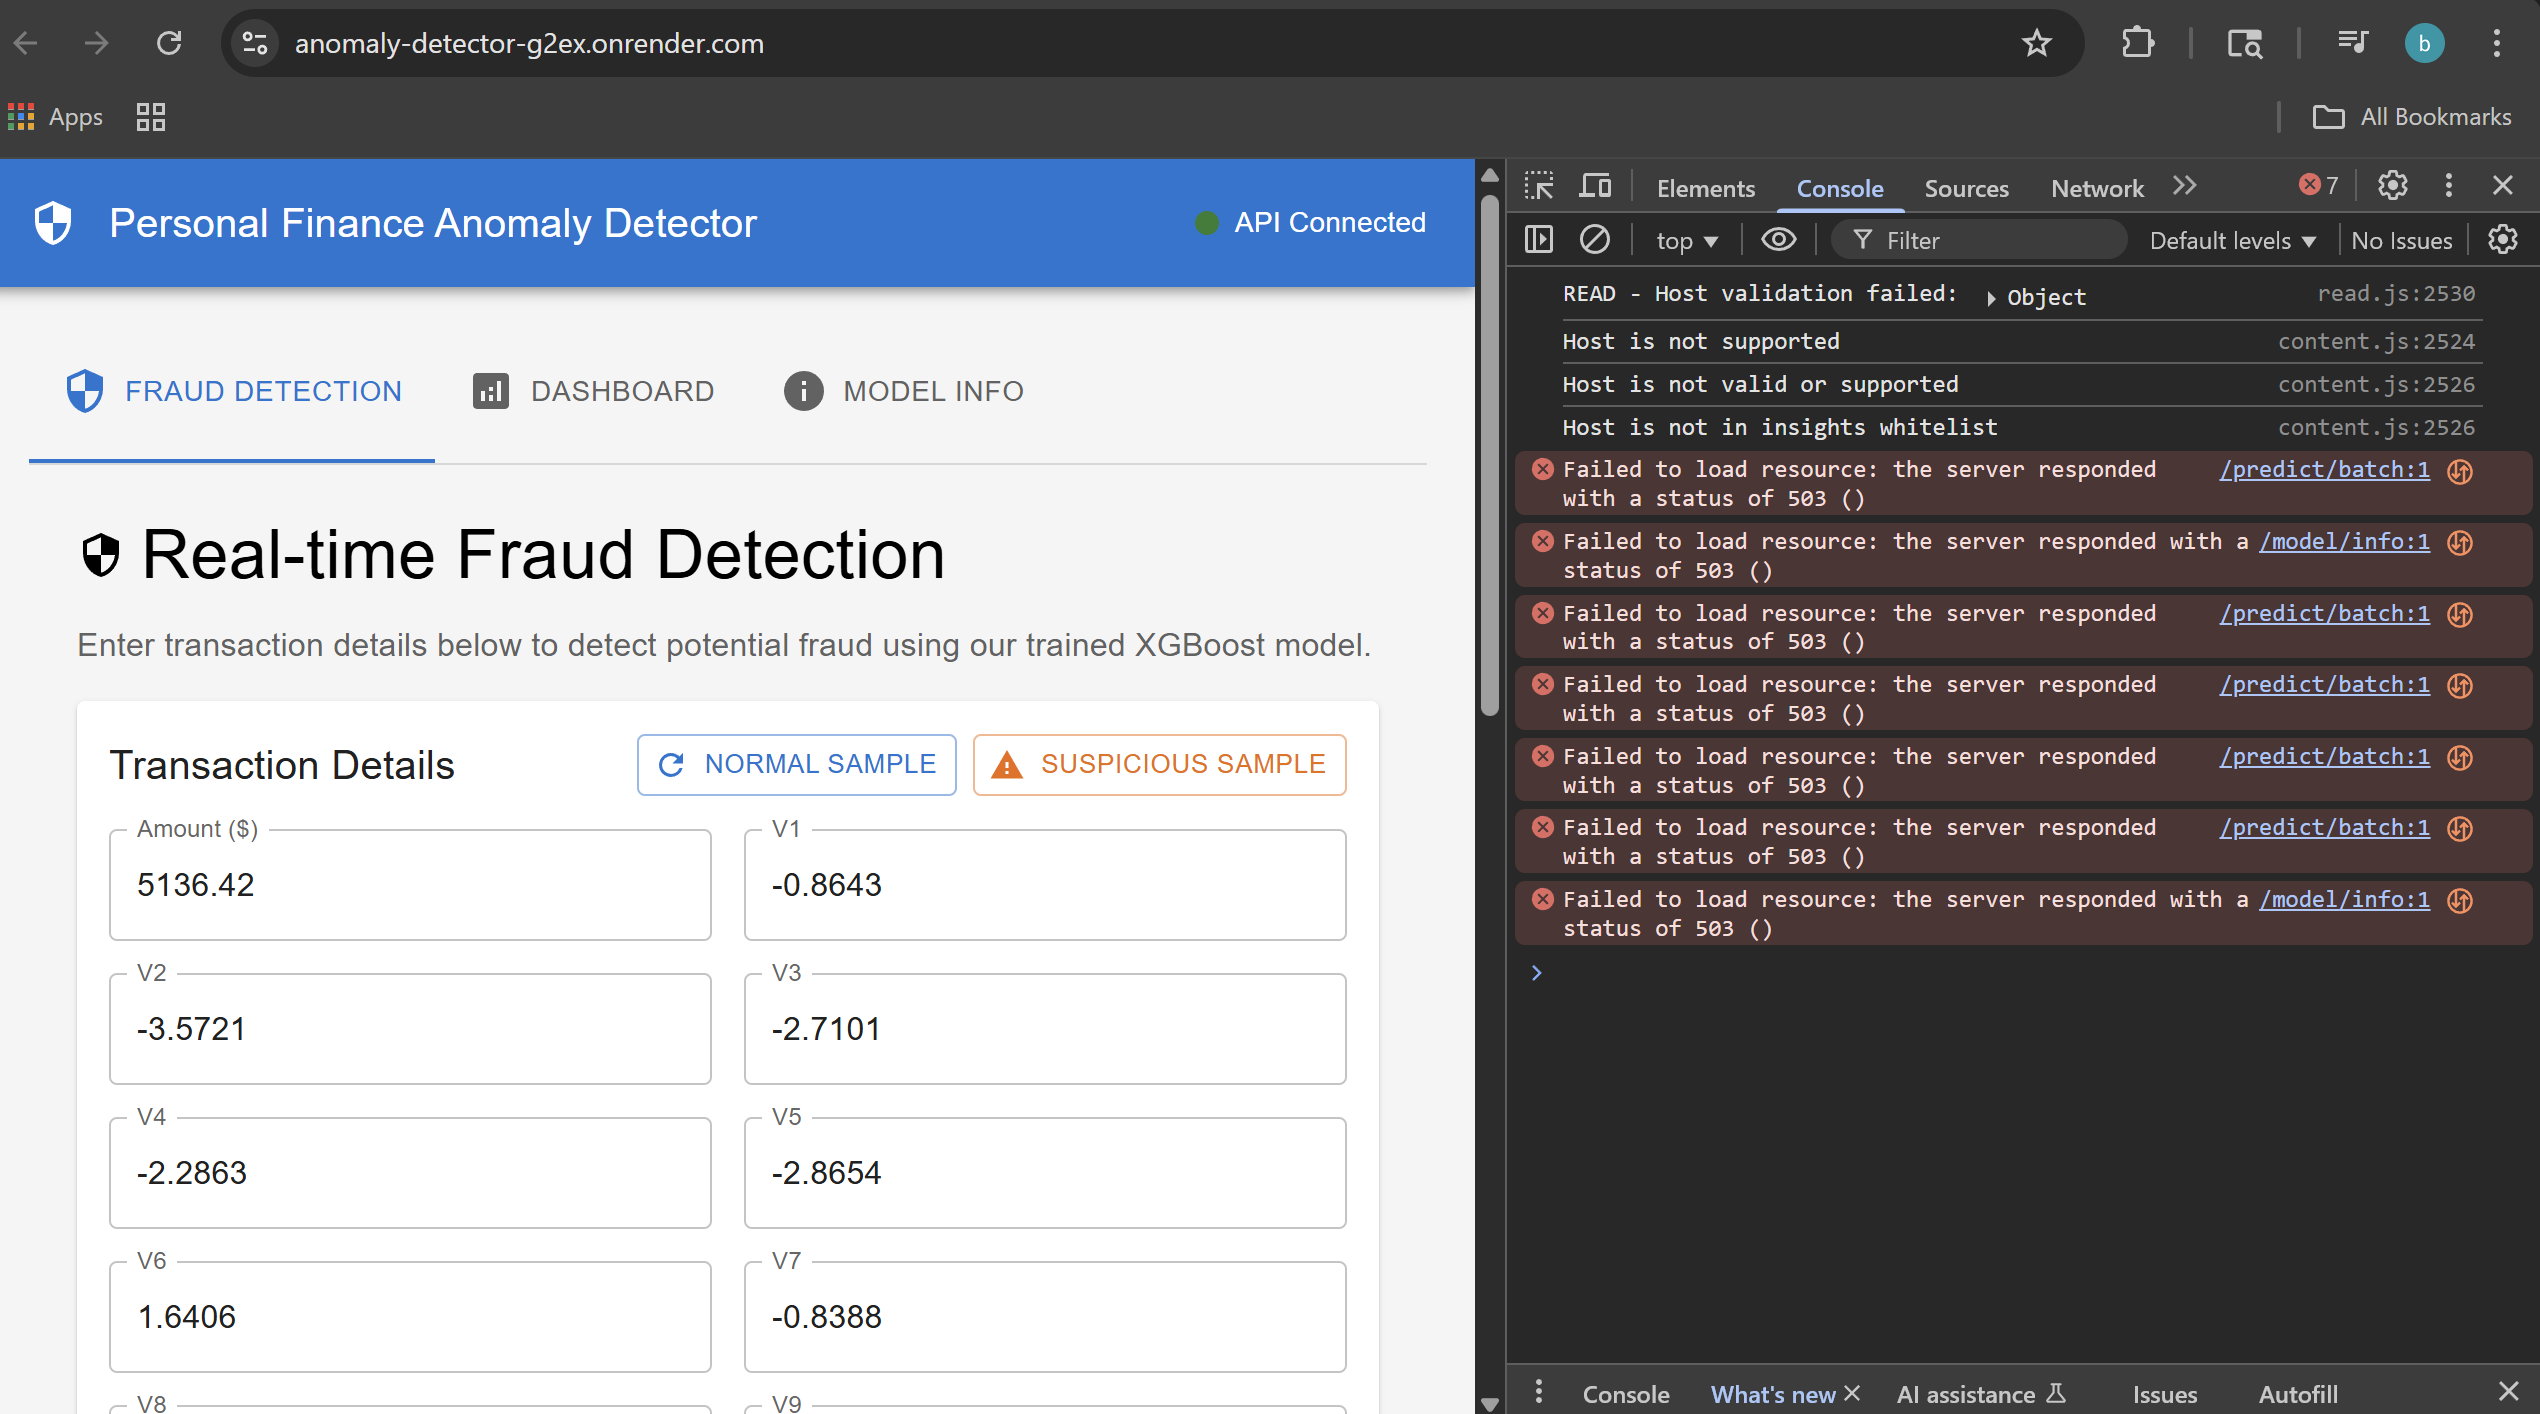 anomaly-detector-g2ex.onrender.com
b
Apps
All Bookmarks
Personal Finance Anomaly Detector
API Connected
FRAUD DETECTION
DASHBOARD
MODEL INFO
Real-time Fraud Detection
Enter transaction details below to detect potential fraud using our trained XGBoost model.
Transaction Details
NORMAL SAMPLE
SUSPICIOUS SAMPLE
Amount ($)
5136.42
V1
-0.8643
V2
-3.5721
V3
-2.7101
V4
-2.2863
V5
-2.8654
V6
1.6406
V7
-0.8388
V8
V9
Elements
Console
Sources
Network
7
top
Filter
Default levels
No Issues
READ - Host validation failed: Object read.js:2530
Host is not supported content.js:2524
Host is not valid or supported content.js:2526
Host is not in insights whitelist content.js:2526
Failed to load resource: the server responded /predict/batch:1
with a status of 503 ()
Failed to load resource: the server responded with a /model/info:1
status of 503 ()
Failed to load resource: the server responded /predict/batch:1
with a status of 503 ()
Failed to load resource: the server responded /predict/batch:1
with a status of 503 ()
Failed to load resource: the server responded /predict/batch:1
with a status of 503 ()
Failed to load resource: the server responded /predict/batch:1
with a status of 503 ()
Failed to load resource: the server responded with a /model/info:1
status of 503 ()
Console
What's new
AI assistance
Issues
Autofill